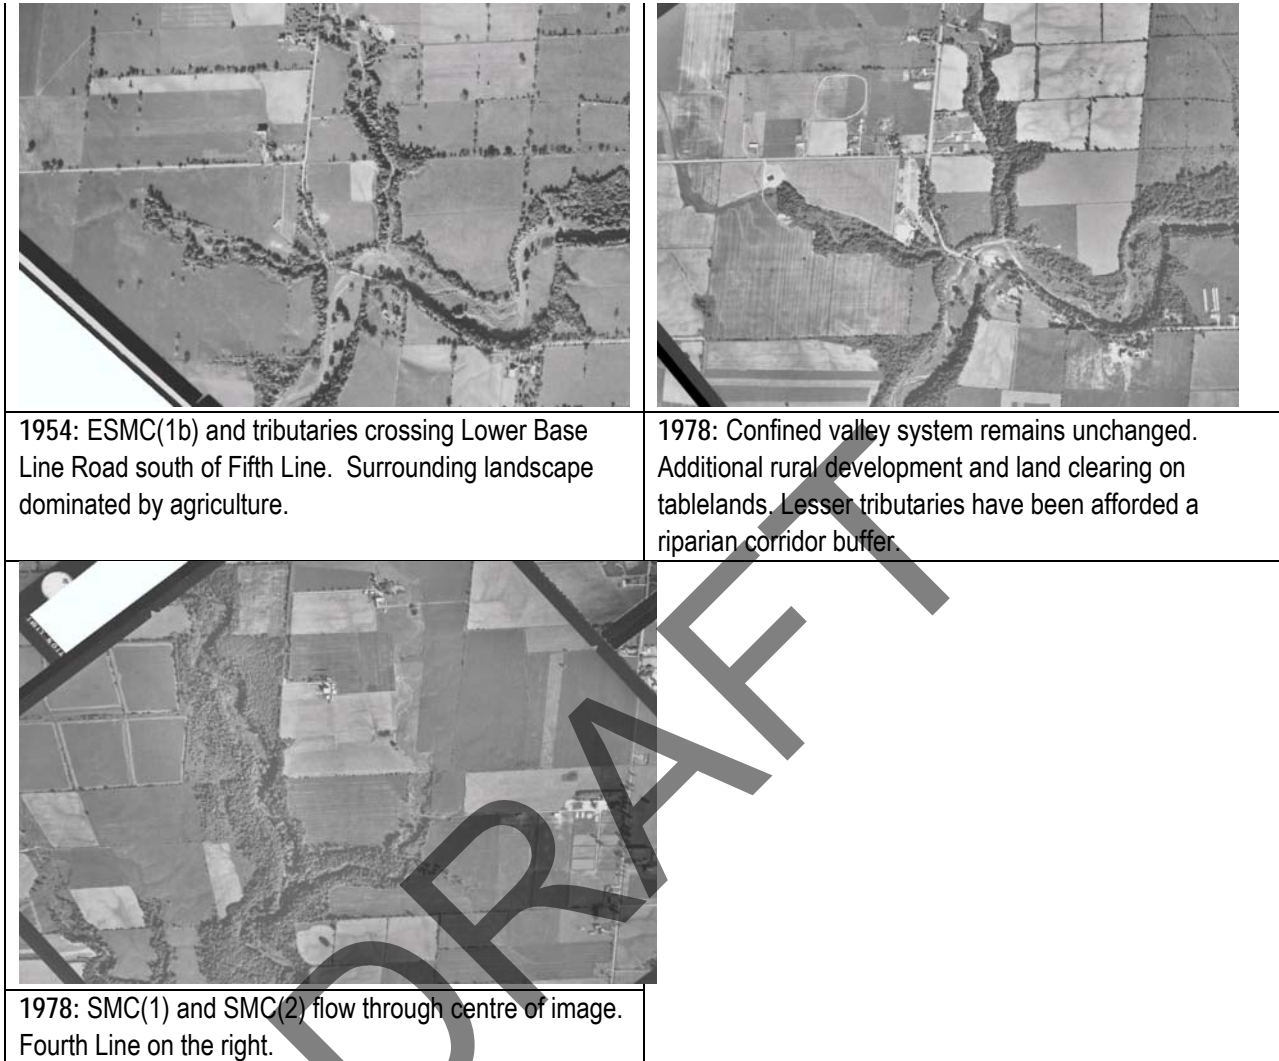 1954: ESMC(1b) and tributaries crossing Lower Base
Line Road south of Fifth Line. Surrounding landscape
dominated by agriculture.
1978: Confined valley system remains unchanged.
Additional rural development and land clearing on
tablelands. Lesser tributaries have been afforded a
riparian corridor buffer.
1978: SMC(1) and SMC(2) flow through centre of image.
Fourth Line on the right.
DRAFT